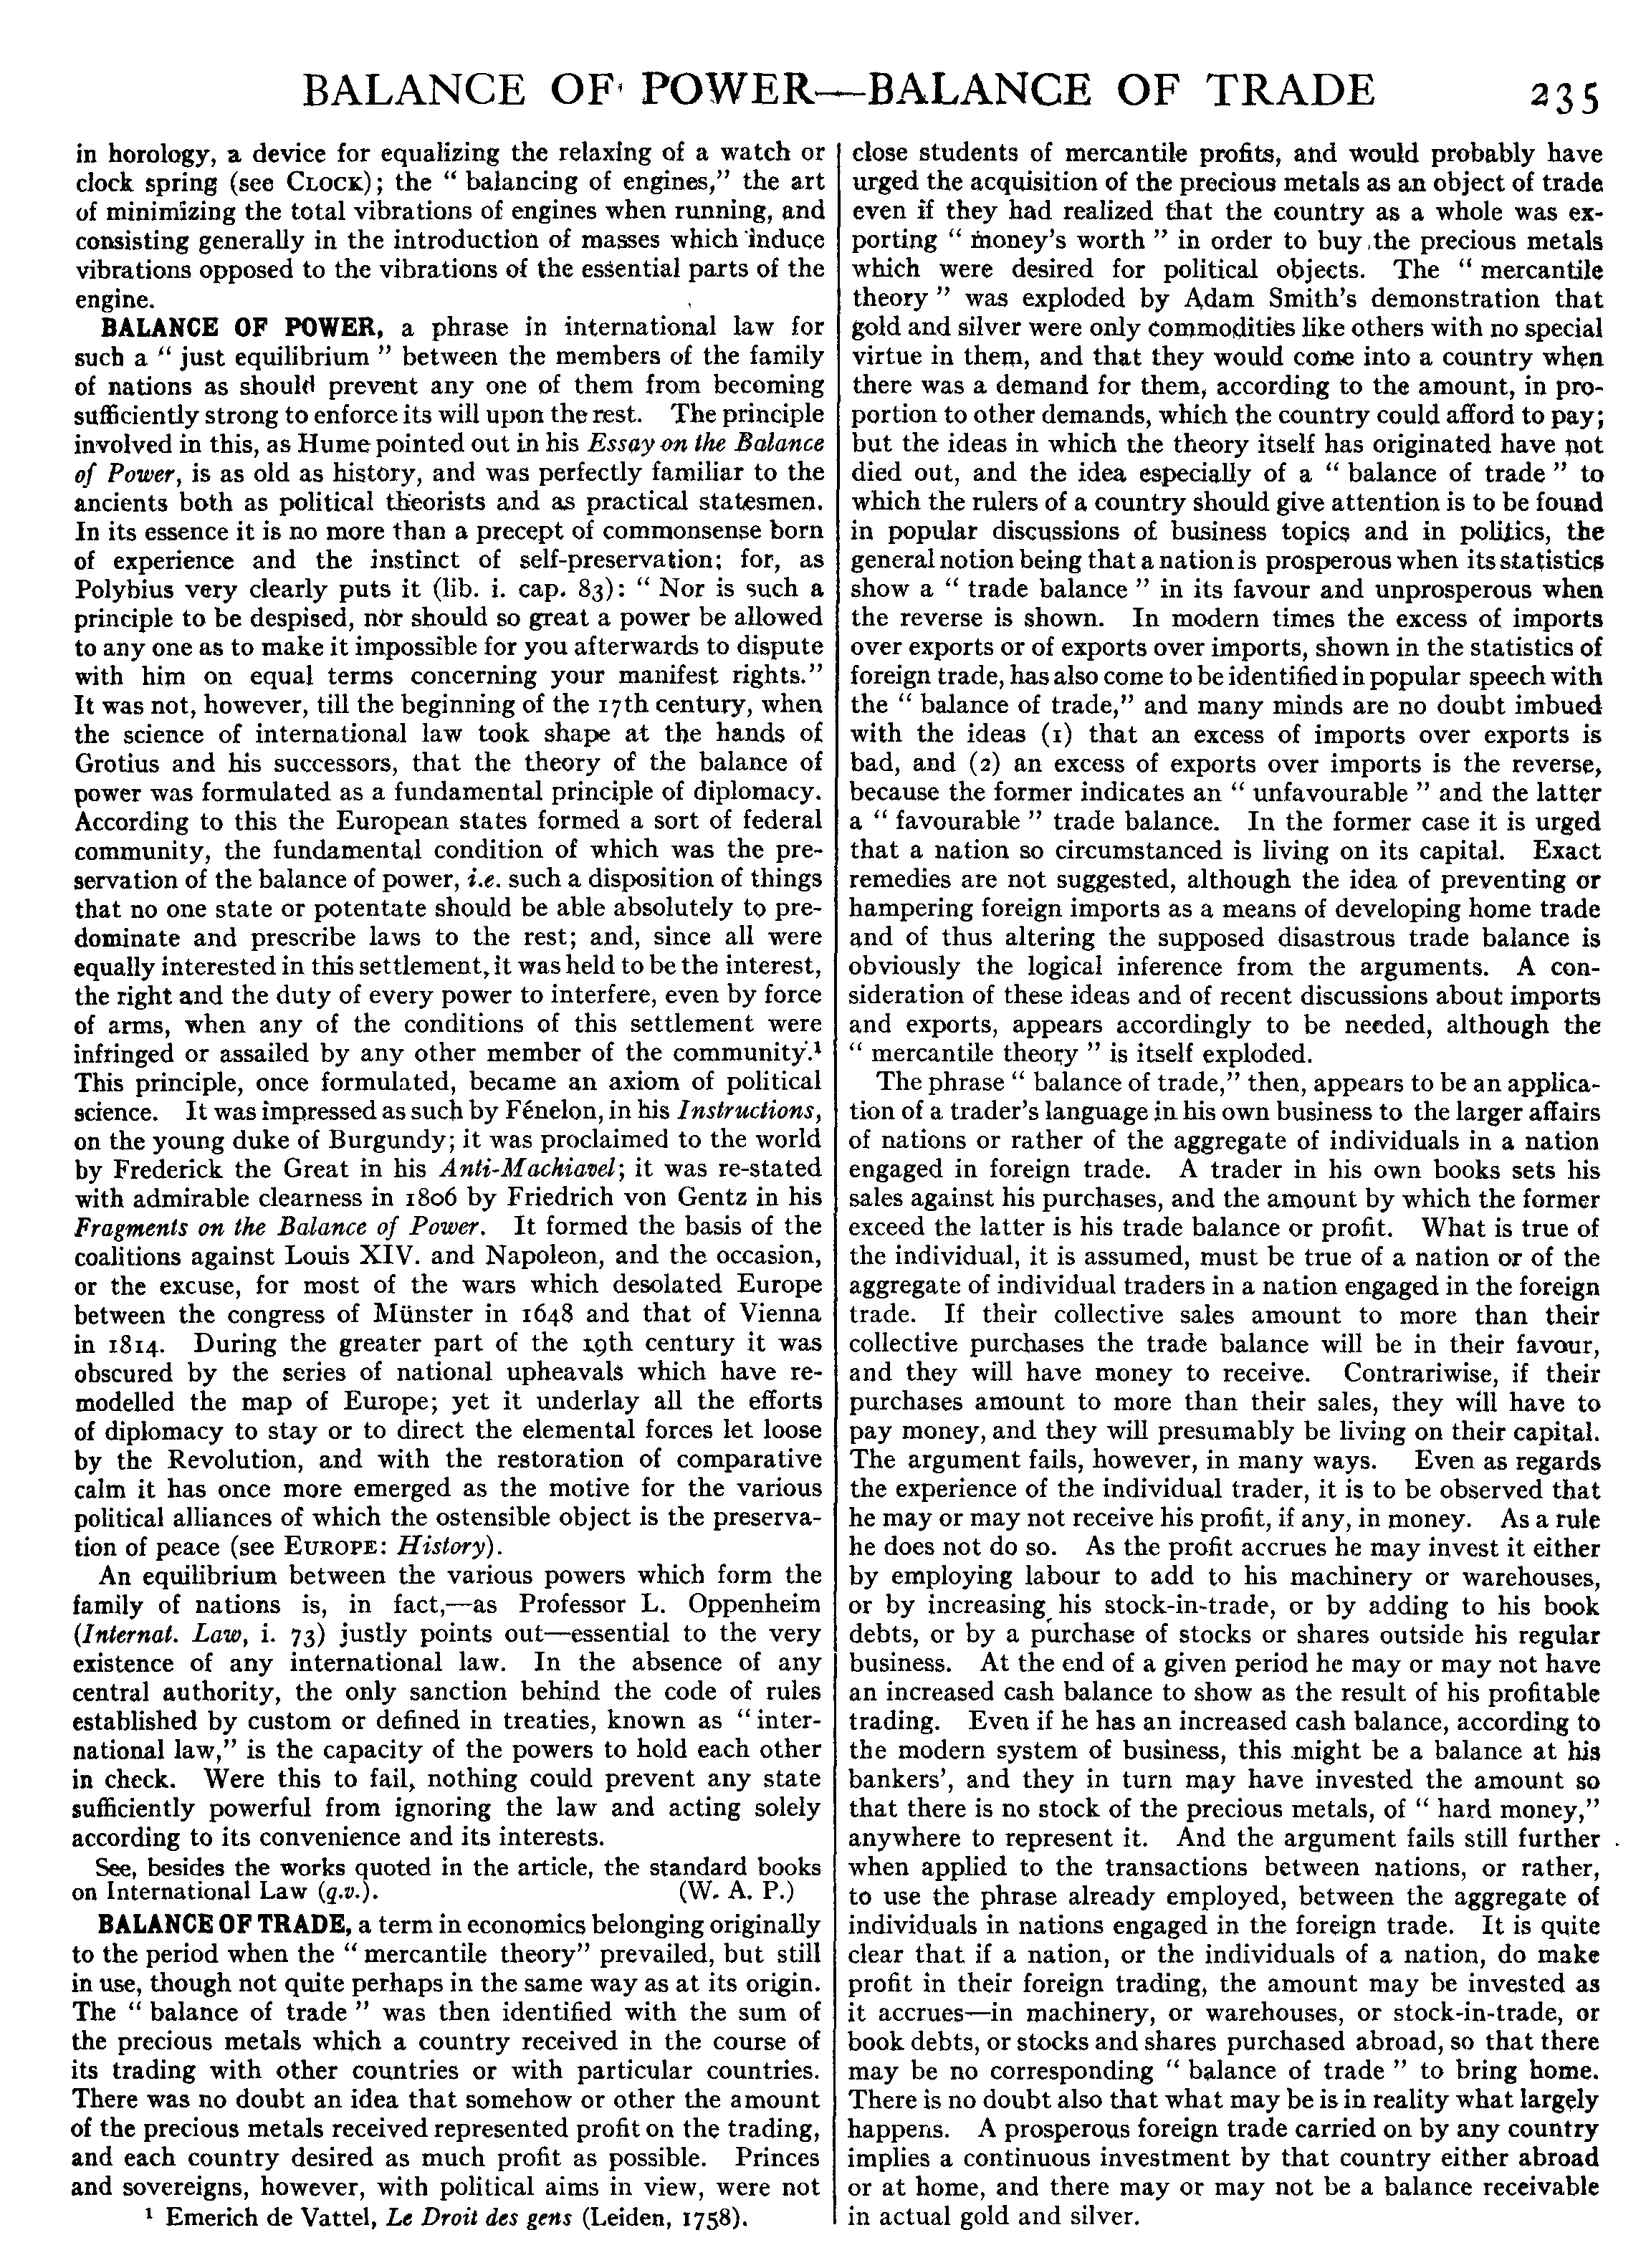 BALANCE OF POWER—BALANCE OF TRADE 235
in horology, a device for equalizing the relaxing of a watch or
clock spring (see CLOCK); the " balancing of engines," the art
of minimizing the total vibrations of engines when running, and
consisting generally in the introduction of masses which induce
vibrations opposed to the vibrations of the essential parts of the
engine.
BALANCE OF POWER, a phrase in international law for
such a " just equilibrium " between the members of the family
of nations as should prevent any one of them from becoming
sufficiently strong to enforce its will upon the rest. The principle
involved in this, as Hume pointed out in his Essay on the Balance
of Power, is as old as history, and was perfectly familiar to the
ancients both as political theorists and as practical statesmen.
In its essence it is no more than a precept of commonsense born
of experience and the instinct of self-preservation; for, as
Polybius very clearly puts it (lib. i. cap. 83): " Nor is such a
principle to be despised, nor should so great a power be allowed
to any one as to make it impossible for you afterwards to dispute
with him on equal terms concerning your manifest rights."
It was not, however, till the beginning of the 17th century, when
the science of international law took shape at the hands of
Grotius and his successors, that the theory of the balance of
power was formulated as a fundamental principle of diplomacy.
According to this the European states formed a sort of federal
community, the fundamental condition of which was the pre-
servation of the balance of power, i.e. such a disposition of things
that no one state or potentate should be able absolutely to pre-
dominate and prescribe laws to the rest; and, since all were
equally interested in this settlement, it was held to be the interest,
the right and the duty of every power to interfere, even by force
of arms, when any of the conditions of this settlement were
infringed or assailed by any other member of the community.¹
This principle, once formulated, became an axiom of political
science. It was impressed as such by Fénelon, in his Instructions,
on the young duke of Burgundy; it was proclaimed to the world
by Frederick the Great in his Anti-Machiavel; it was re-stated
with admirable clearness in 1806 by Friedrich von Gentz in his
Fragments on the Balance of Power. It formed the basis of the
coalitions against Louis XIV. and Napoleon, and the occasion,
or the excuse, for most of the wars which desolated Europe
between the congress of Münster in 1648 and that of Vienna
in 1814. During the greater part of the 19th century it was
obscured by the series of national upheavals which have re-
modelled the map of Europe; yet it underlay all the efforts
of diplomacy to stay or to direct the elemental forces let loose
by the Revolution, and with the restoration of comparative
calm it has once more emerged as the motive for the various
political alliances of which the ostensible object is the preserva-
tion of peace (see EUROPE: History).
An equilibrium between the various powers which form the
family of nations is, in fact,—as Professor L. Oppenheim
(Internat. Law, i. 73) justly points out—essential to the very
existence of any international law. In the absence of any
central authority, the only sanction behind the code of rules
established by custom or defined in treaties, known as " inter-
national law," is the capacity of the powers to hold each other
in check. Were this to fail, nothing could prevent any state
sufficiently powerful from ignoring the law and acting solely
according to its convenience and its interests.
See, besides the works quoted in the article, the standard books
on International Law (q.v.). (W. A. P.)
BALANCE OF TRADE, a term in economics belonging originally
to the period when the " mercantile theory" prevailed, but still
in use, though not quite perhaps in the same way as at its origin.
The " balance of trade " was then identified with the sum of
the precious metals which a country received in the course of
its trading with other countries or with particular countries.
There was no doubt an idea that somehow or other the amount
of the precious metals received represented profit on the trading,
and each country desired as much profit as possible. Princes
and sovereigns, however, with political aims in view, were not
¹ Emerich de Vattel, Le Droit des gens (Leiden, 1758).
close students of mercantile profits, and would probably have
urged the acquisition of the precious metals as an object of trade
even if they had realized that the country as a whole was ex-
porting " money's worth " in order to buy the precious metals
which were desired for political objects. The " mercantile
theory " was exploded by Adam Smith's demonstration that
gold and silver were only commodities like others with no special
virtue in them, and that they would come into a country when
there was a demand for them, according to the amount, in pro-
portion to other demands, which the country could afford to pay;
but the ideas in which the theory itself has originated have not
died out, and the idea especially of a " balance of trade " to
which the rulers of a country should give attention is to be found
in popular discussions of business topics and in politics, the
general notion being that a nation is prosperous when its statistics
show a " trade balance " in its favour and unprosperous when
the reverse is shown. In modern times the excess of imports
over exports or of exports over imports, shown in the statistics of
foreign trade, has also come to be identified in popular speech with
the " balance of trade," and many minds are no doubt imbued
with the ideas (1) that an excess of imports over exports is
bad, and (2) an excess of exports over imports is the reverse,
because the former indicates an " unfavourable " and the latter
a " favourable " trade balance. In the former case it is urged
that a nation so circumstanced is living on its capital. Exact
remedies are not suggested, although the idea of preventing or
hampering foreign imports as a means of developing home trade
and of thus altering the supposed disastrous trade balance is
obviously the logical inference from the arguments. A con-
sideration of these ideas and of recent discussions about imports
and exports, appears accordingly to be needed, although the
" mercantile theory " is itself exploded.
The phrase " balance of trade," then, appears to be an applica-
tion of a trader's language in his own business to the larger affairs
of nations or rather of the aggregate of individuals in a nation
engaged in foreign trade. A trader in his own books sets his
sales against his purchases, and the amount by which the former
exceed the latter is his trade balance or profit. What is true of
the individual, it is assumed, must be true of a nation or of the
aggregate of individual traders in a nation engaged in the foreign
trade. If their collective sales amount to more than their
collective purchases the trade balance will be in their favour,
and they will have money to receive. Contrariwise, if their
purchases amount to more than their sales, they will have to
pay money, and they will presumably be living on their capital.
The argument fails, however, in many ways. Even as regards
the experience of the individual trader, it is to be observed that
he may or may not receive his profit, if any, in money. As a rule
he does not do so. As the profit accrues he may invest it either
by employing labour to add to his machinery or warehouses,
or by increasing his stock-in-trade, or by adding to his book
debts, or by a purchase of stocks or shares outside his regular
business. At the end of a given period he may or may not have
an increased cash balance to show as the result of his profitable
trading. Even if he has an increased cash balance, according to
the modern system of business, this might be a balance at his
bankers', and they in turn may have invested the amount so
that there is no stock of the precious metals, of " hard money,"
anywhere to represent it. And the argument fails still further
when applied to the transactions between nations, or rather,
to use the phrase already employed, between the aggregate of
individuals in nations engaged in the foreign trade. It is quite
clear that if a nation, or the individuals of a nation, do make
profit in their foreign trading, the amount may be invested as
it accrues—in machinery, or warehouses, or stock-in-trade, or
book debts, or stocks and shares purchased abroad, so that there
may be no corresponding " balance of trade " to bring home.
There is no doubt also that what may be is in reality what largely
happens. A prosperous foreign trade carried on by any country
implies a continuous investment by that country either abroad
or at home, and there may or may not be a balance receivable
in actual gold and silver.